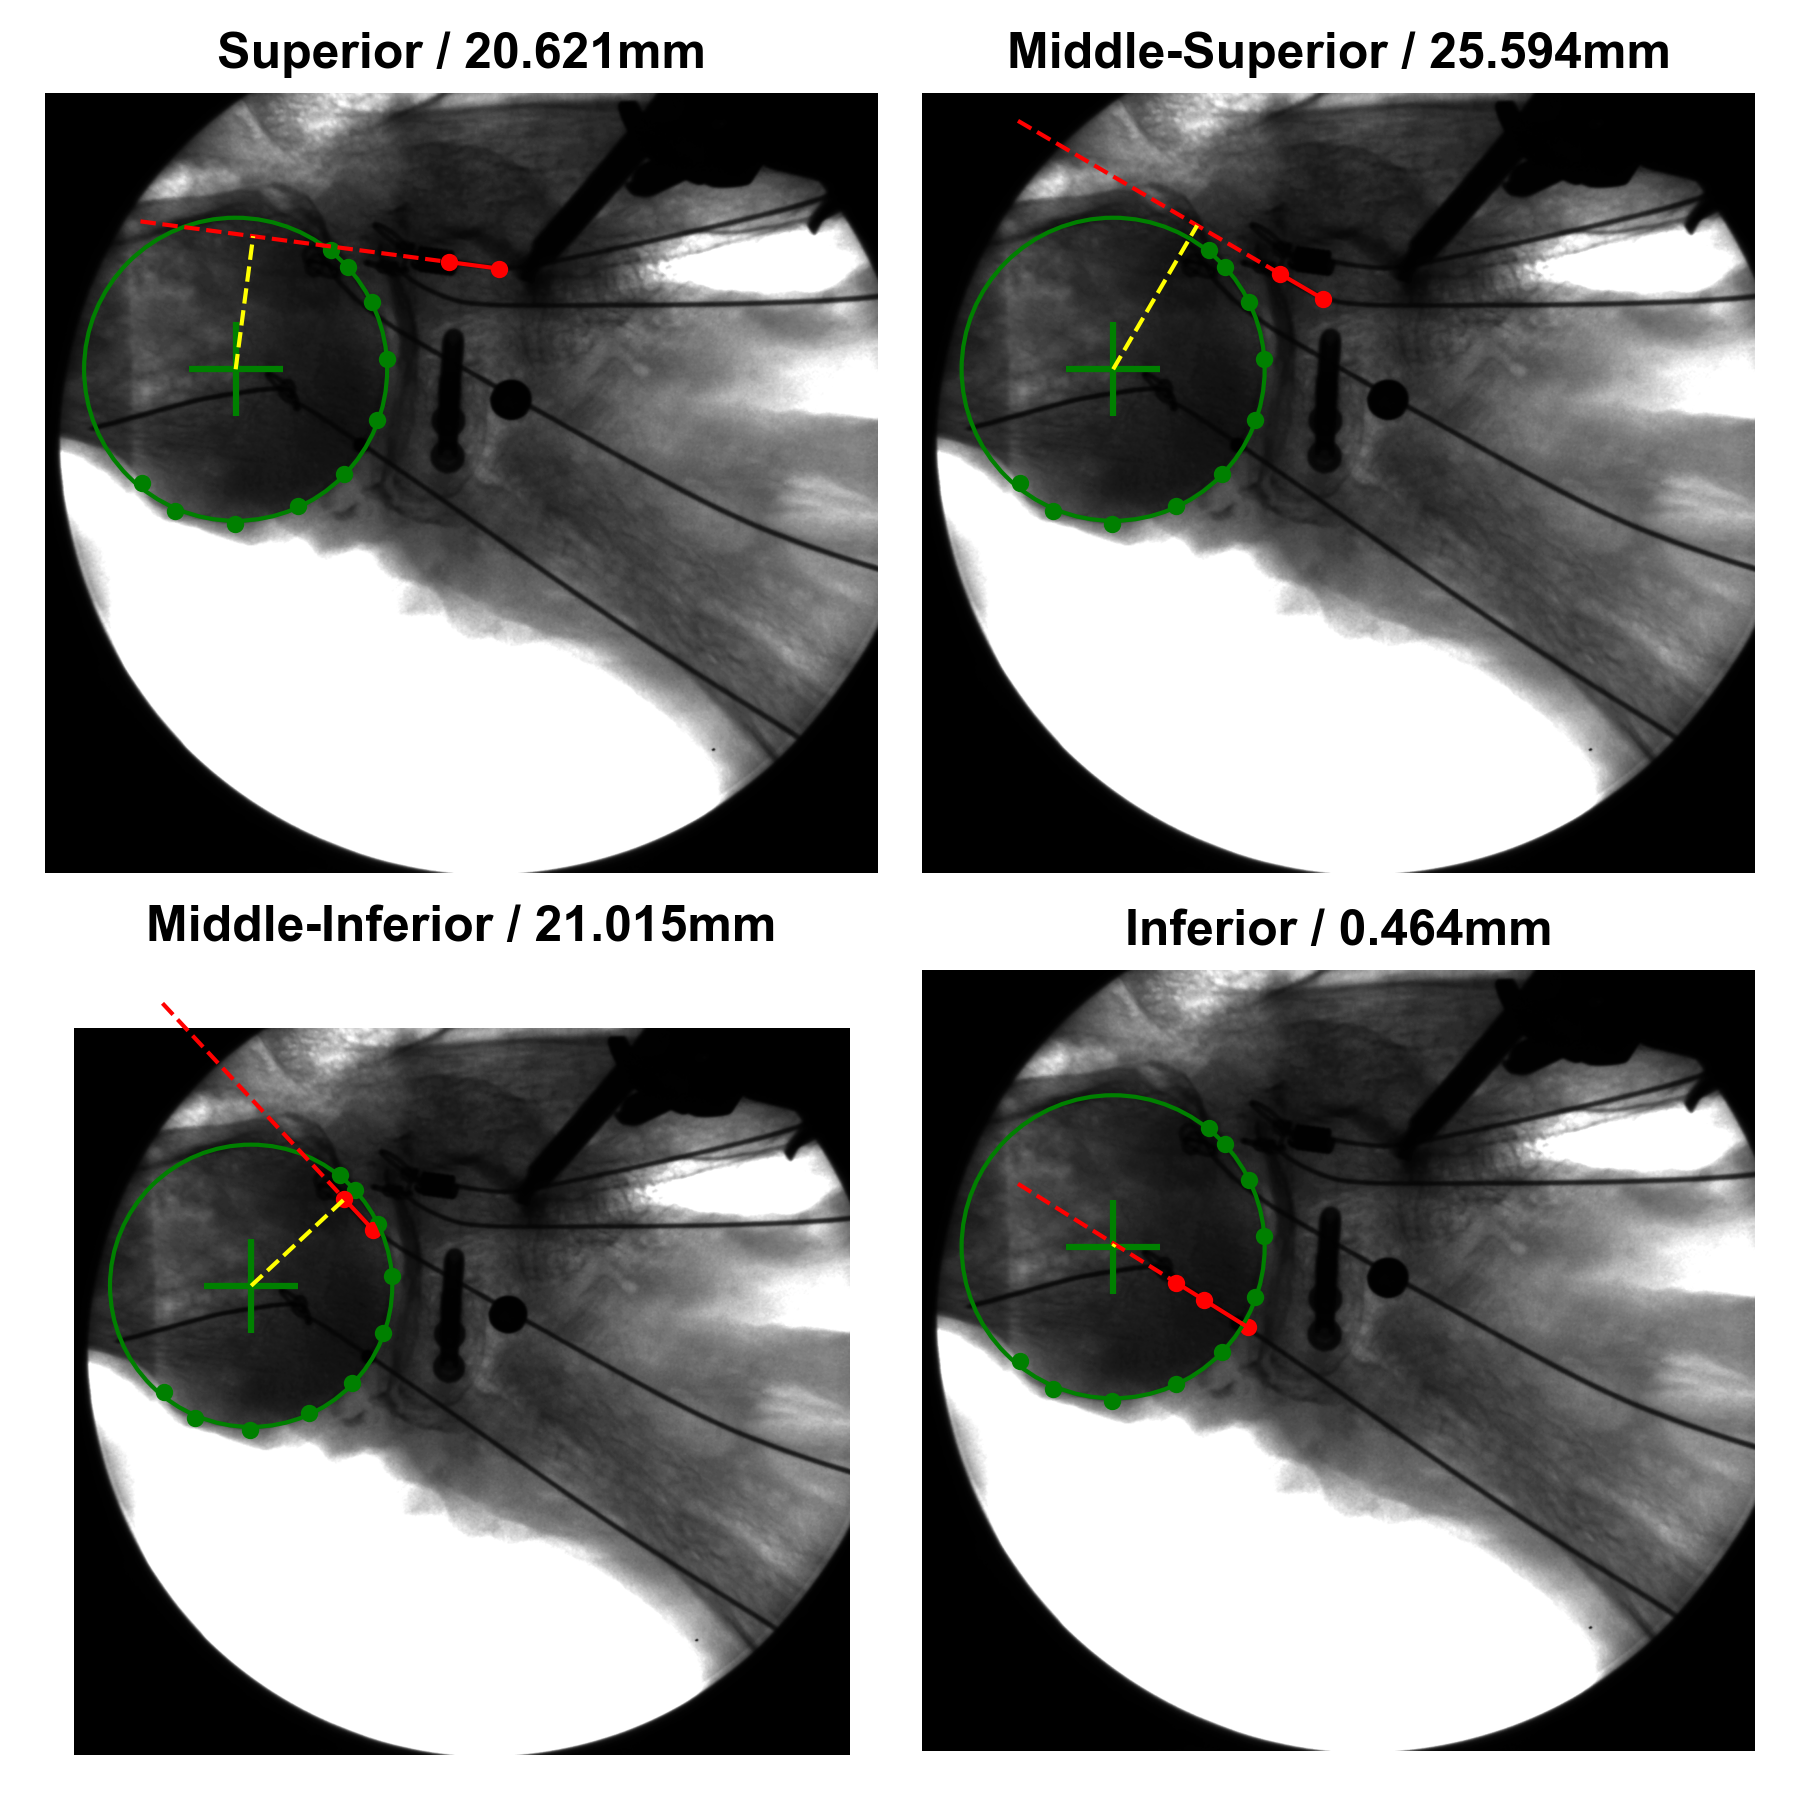 Superior / 20.621mm
Middle-Superior / 25.594mm
Middle-Inferior / 21.015mm
Inferior / 0.464mm